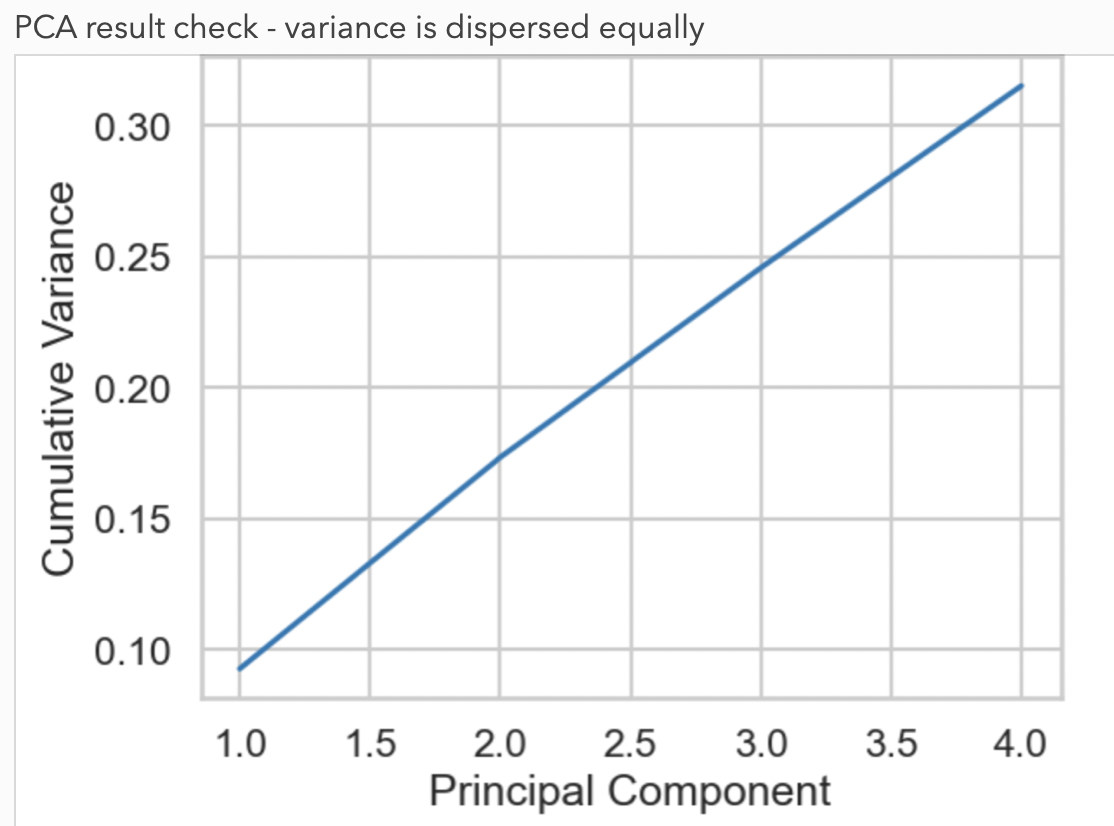 PCA result check - variance is dispersed equally
0.30
0.25
0.20
0.15
0.10
Cumulative Variance
1.0 1.5 2.0 2.5 3.0 3.5 4.0
Principal Component